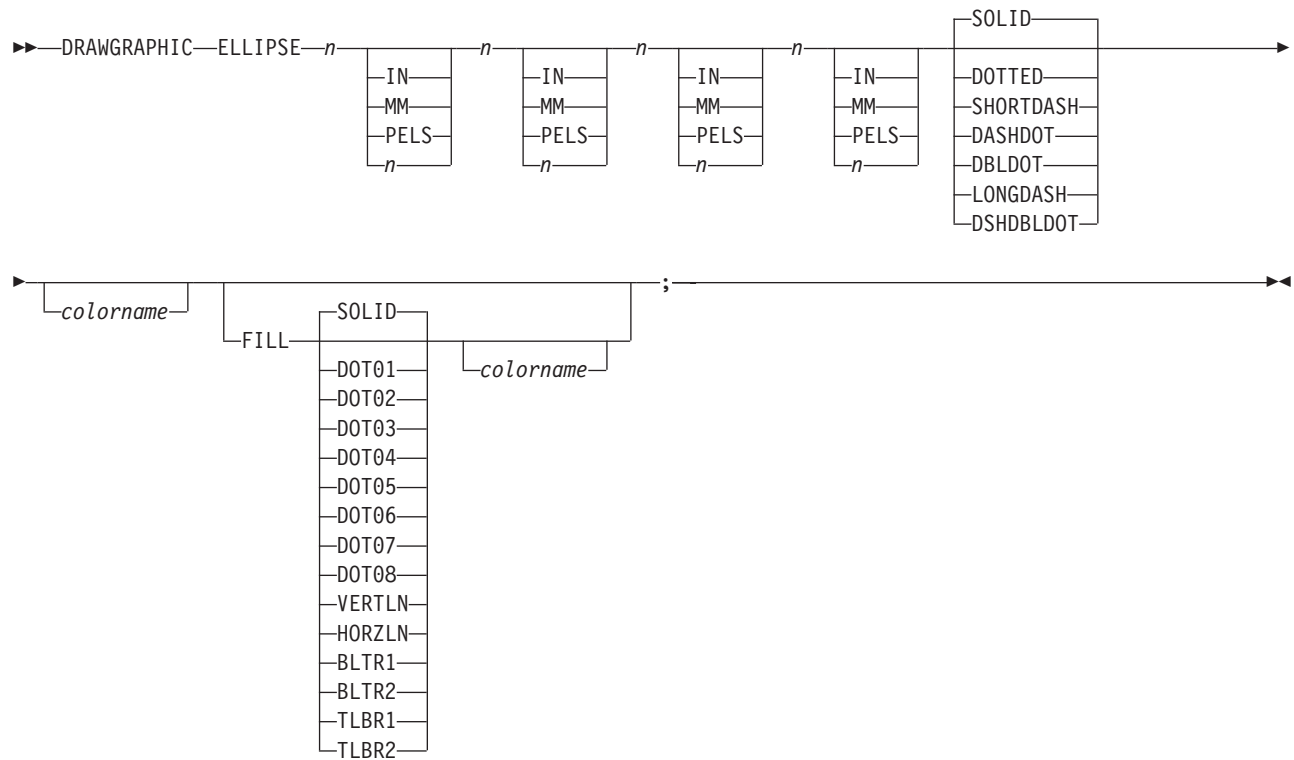 SOLID
DRAWGRAPHIC ELLIPSE n n n n
IN IN IN IN DOTTED
MM MM MM MM SHORTDASH
PELS PELS PELS PELS DASHDOT
n n n n DBLDOT
LONGDASH
DSHDBLDOT
;
colorname SOLID
FILL
DOT01 colorname
DOT02
DOT03
DOT04
DOT05
DOT06
DOT07
DOT08
VERTLN
HORZLN
BLTR1
BLTR2
TLBR1
TLBR2